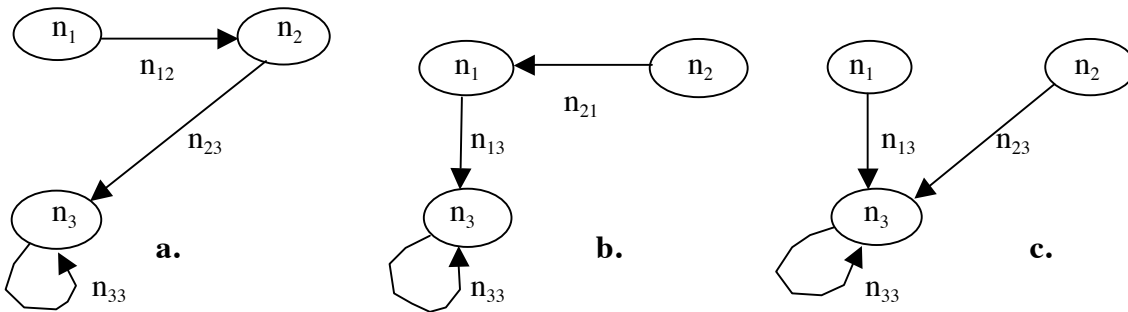 n₁ n₂
n₁₂
n₂₃
n₃
n₃₃
a.
n₁ n₂
n₂₁
n₁₃
n₃
n₃₃
b.
n₁ n₂
n₁₃ n₂₃
n₃
n₃₃
c.